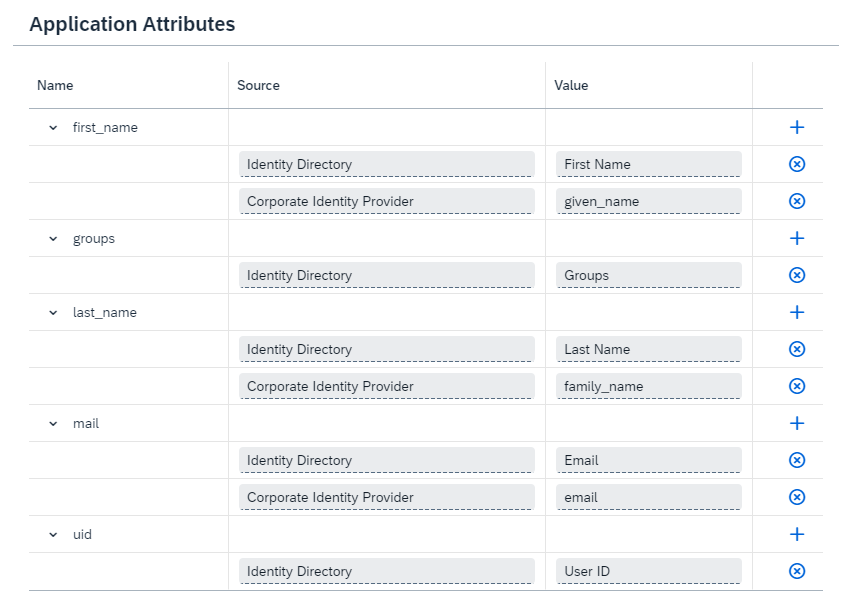 Application Attributes
Name Source Value
first_name
Identity Directory First Name
Corporate Identity Provider given_name
groups
Identity Directory Groups
last_name
Identity Directory Last Name
Corporate Identity Provider family_name
mail
Identity Directory Email
Corporate Identity Provider email
uid
Identity Directory User ID